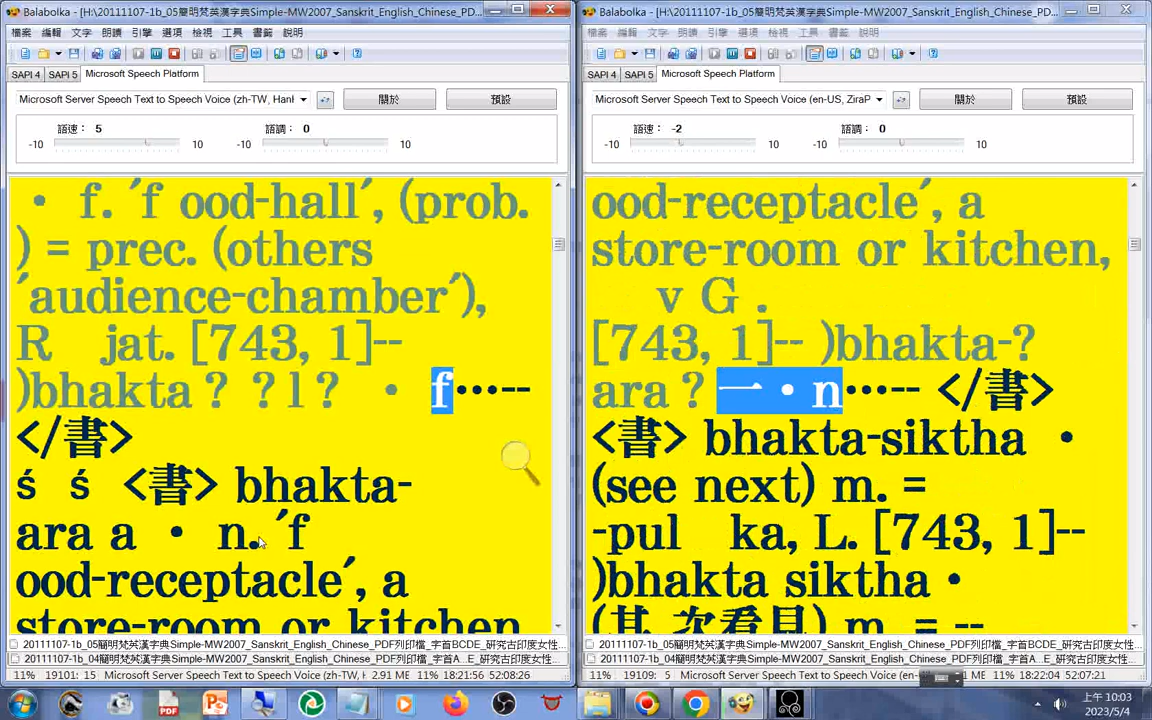 Balabolka - [H:\20111107-1b_05簡明梵英漢字典Simple-MW2007_Sanskrit_English_Chinese_PD...
檔案 編輯 文字 朗讀 引擎 選項 檢視 工具 書籤 說明
SAPI 4 SAPI 5 Microsoft Speech Platform
Microsoft Server Speech Text to Speech Voice (zh-TW, Hanl
關於 預設
語速： 5 語調： 0
-10 10 -10 10
• f. ′f ood-hall′, (prob.
) = prec. (others
′audience-chamber′),
R jat. [743, 1]--
)bhakta ? ? l ? • f…--
</書>
ś ś <書> bhakta-
ara a • n. ′f
ood-receptacle′, a
store-room or kitchen
20111107-1b_05簡明梵英漢字典Simple-MW2007_Sanskrit_English_Chinese_PDF列印檔_字首BCDE_研究古印度女性...
20111107-1b_04簡明梵英漢字典Simple-MW2007_Sanskrit_English_Chinese_PDF列印檔_字首A...E_研究古印度女性...
11% 19101: 15 Microsoft Server Speech Text to Speech Voice (zh-TW, 2.91 ME 11% 18:21:56 52:08:26
Balabolka - [H:\20111107-1b_05簡明梵英漢字典Simple-MW2007_Sanskrit_English_Chinese_PD...
檔案 編輯 文字 朗讀 引擎 選項 檢視 工具 書籤 說明
SAPI 4 SAPI 5 Microsoft Speech Platform
Microsoft Server Speech Text to Speech Voice (en-US, ZiraP
關於 預設
語速： -2 語調： 0
-10 10 -10 10
ood-receptacle′, a
store-room or kitchen,
v G .
[743, 1]-- )bhakta-?
ara ? 一 • n…-- </書>
<書> bhakta-siktha •
(see next) m. =
-pul ka, L. [743, 1]--
)bhakta siktha •
(其 次看見) m. = --
20111107-1b_05簡明梵英漢字典Simple-MW2007_Sanskrit_English_Chinese_PDF列印檔_字首BCDE_研究古印度女性...
20111107-1b_04簡明梵英漢字典Simple-MW2007_Sanskrit_English_Chinese_PDF列印檔_字首A...E_研究古印度女性...
11% 19109: Microsoft Server Speech Text to Speech Voice (en-US, ME 11% 18:22:04 52:07:21
PDF
上午 10:03
2023/5/4